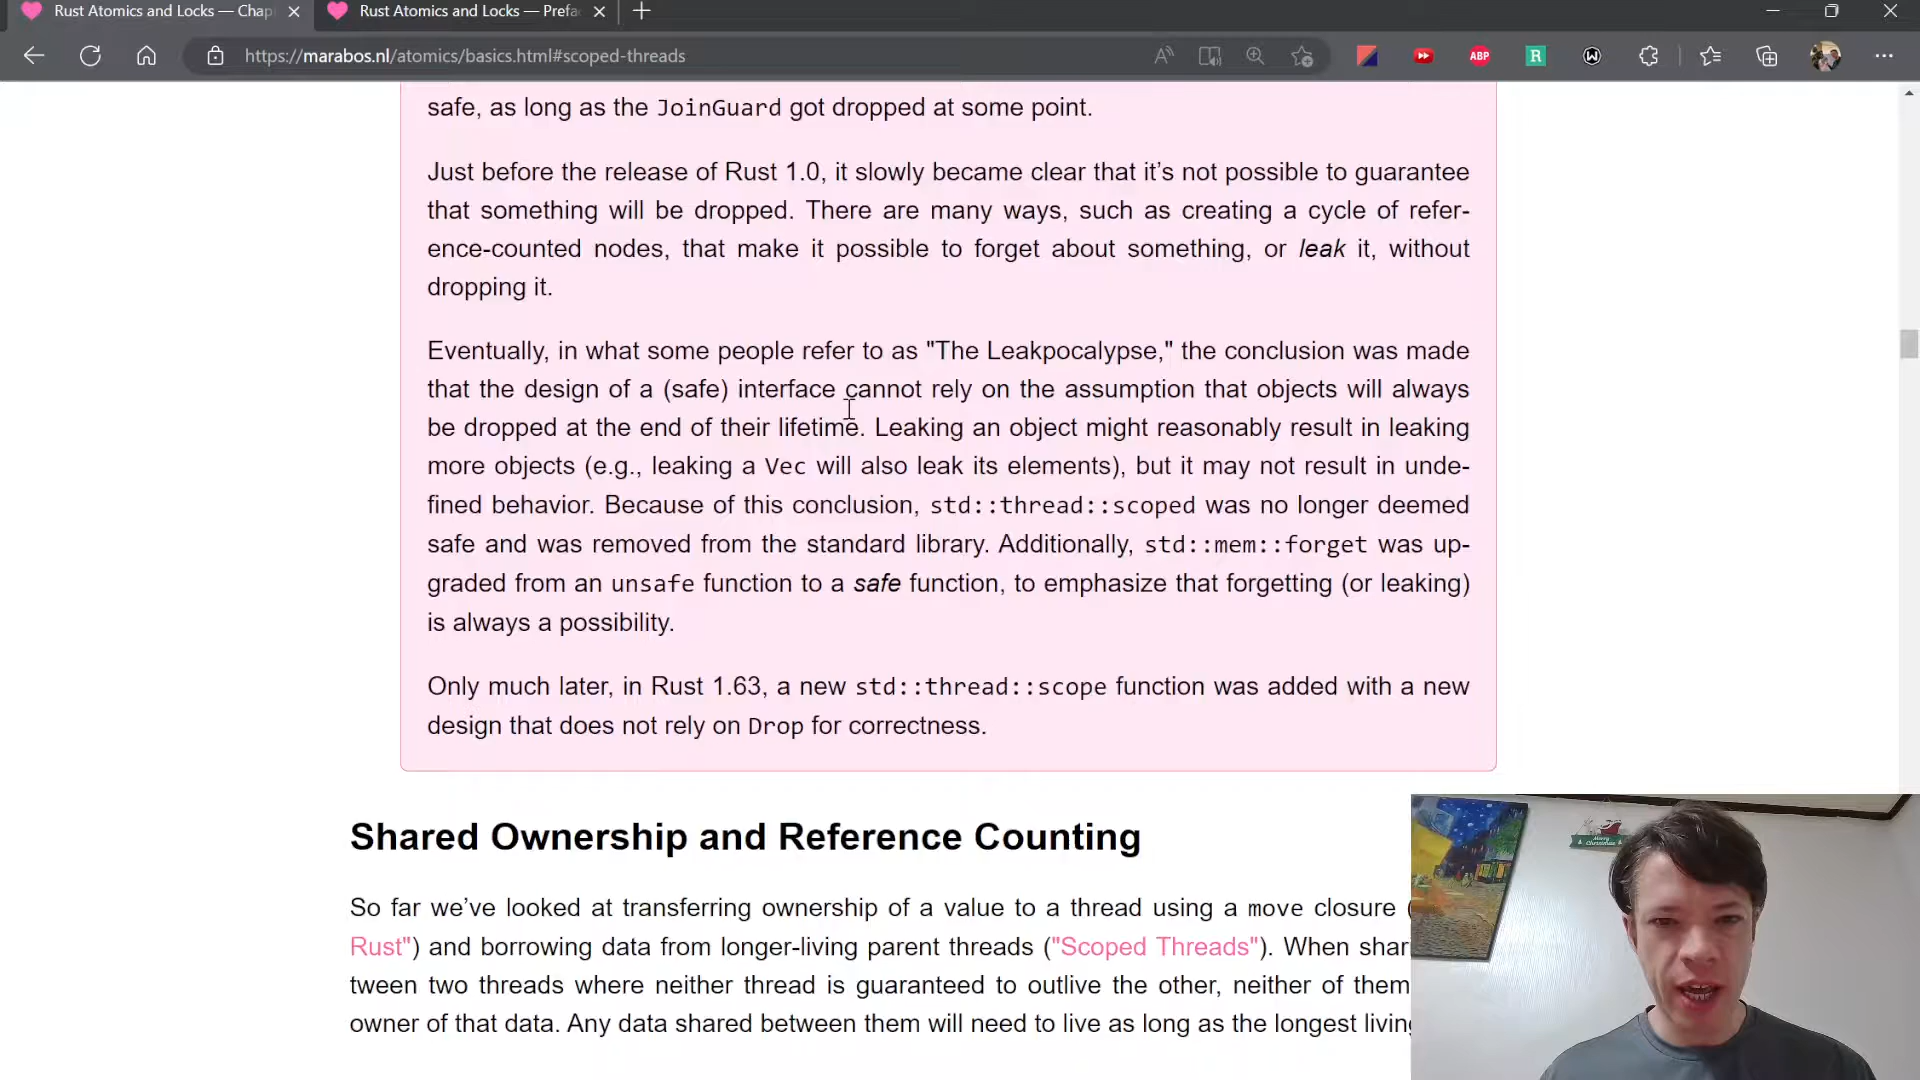 Rust Atomics and Locks — Chap
Rust Atomics and Locks — Prefa
https://marabos.nl/atomics/basics.html#scoped-threads
ABP
R
safe, as long as the JoinGuard got dropped at some point.
Just before the release of Rust 1.0, it slowly became clear that it’s not possible to guarantee
that something will be dropped. There are many ways, such as creating a cycle of refer-
ence-counted nodes, that make it possible to forget about something, or leak it, without
dropping it.
Eventually, in what some people refer to as "The Leakpocalypse," the conclusion was made
that the design of a (safe) interface cannot rely on the assumption that objects will always
be dropped at the end of their lifetime. Leaking an object might reasonably result in leaking
more objects (e.g., leaking a Vec will also leak its elements), but it may not result in unde-
fined behavior. Because of this conclusion, std::thread::scoped was no longer deemed
safe and was removed from the standard library. Additionally, std::mem::forget was up-
graded from an unsafe function to a safe function, to emphasize that forgetting (or leaking)
is always a possibility.
Only much later, in Rust 1.63, a new std::thread::scope function was added with a new
design that does not rely on Drop for correctness.
Shared Ownership and Reference Counting
So far we’ve looked at transferring ownership of a value to a thread using a move closure (
Rust") and borrowing data from longer-living parent threads ("Scoped Threads"). When shar
tween two threads where neither thread is guaranteed to outlive the other, neither of them
owner of that data. Any data shared between them will need to live as long as the longest living
Merry
Christmas